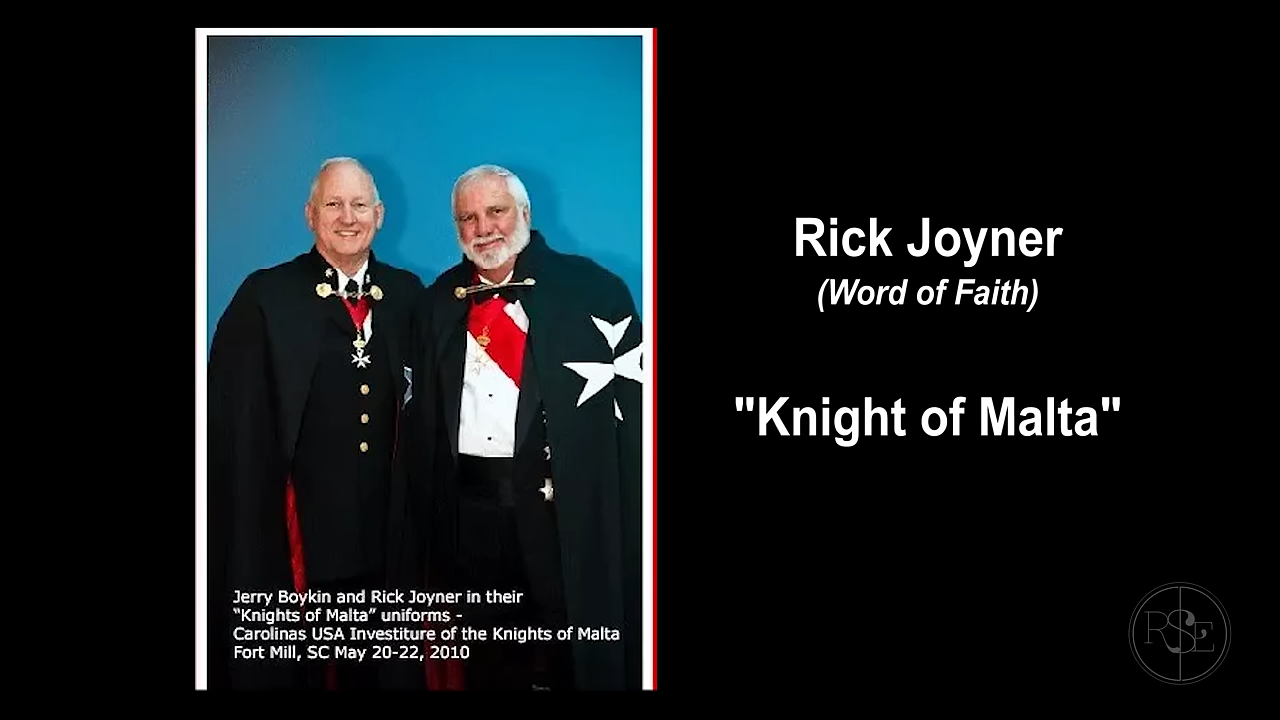 Rick Joyner
(Word of Faith)
"Knight of Malta"
Jerry Boykin and Rick Joyner in their
“Knights of Malta” uniforms -
Carolinas USA Investiture of the Knights of Malta
Fort Mill, SC May 20-22, 2010
RSE